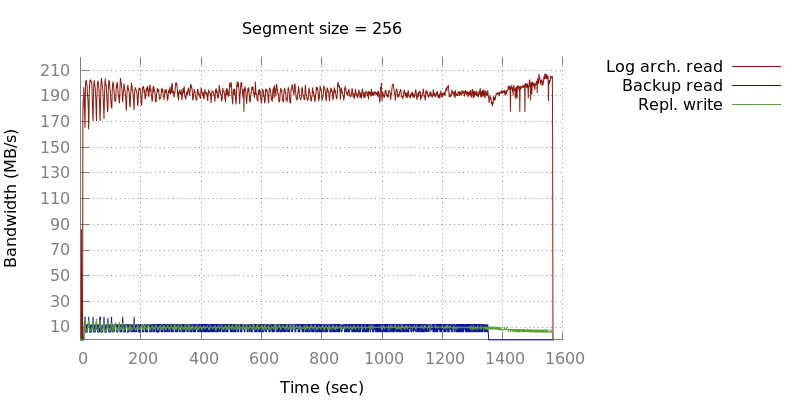 Segment size = 256
Log arch. read
Backup read
Repl. write
Bandwidth (MB/s)
210
190
170
150
130
110
90
70
50
30
10
0 200 400 600 800 1000 1200 1400 1600
Time (sec)